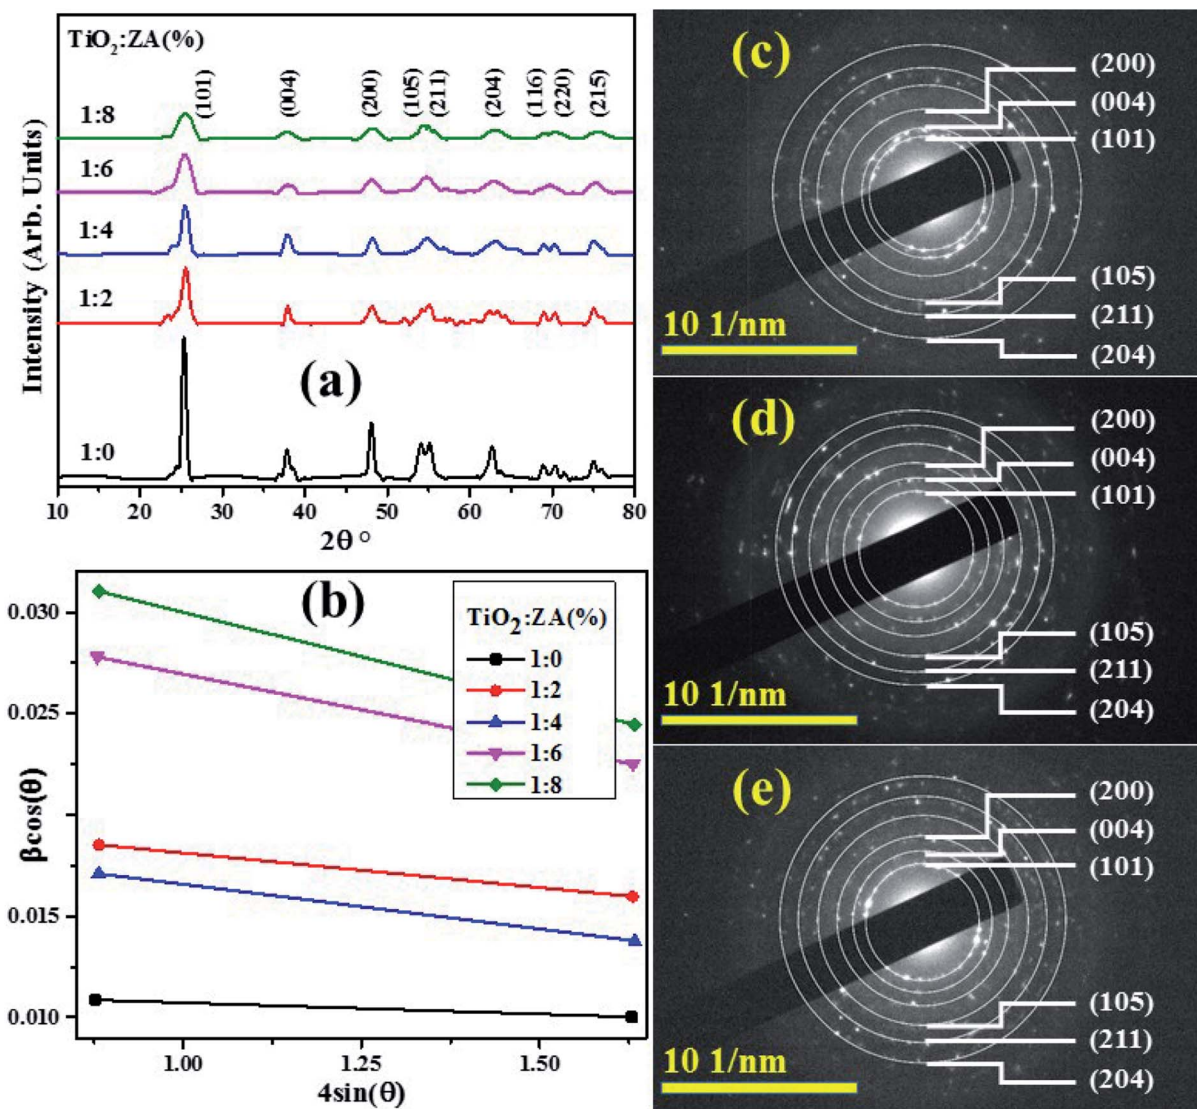 TiO2:ZA(%)
(101)
(004)
(200)
(105)
(211)
(204)
(116)
(220)
(215)
1:8
1:6
1:4
1:2
1:0
(a)
Intensity (Arb. Units)
10 20 30 40 50 60 70 80
2θ °
(b)
TiO2:ZA(%)
1:0
1:2
1:4
1:6
1:8
0.030
0.025
0.020
0.015
0.010
βcos(θ)
1.00 1.25 1.50
4sin(θ)
(c)
(200)
(004)
(101)
(105)
(211)
(204)
10 1/nm
(d)
(200)
(004)
(101)
(105)
(211)
(204)
10 1/nm
(e)
(200)
(004)
(101)
(105)
(211)
(204)
10 1/nm